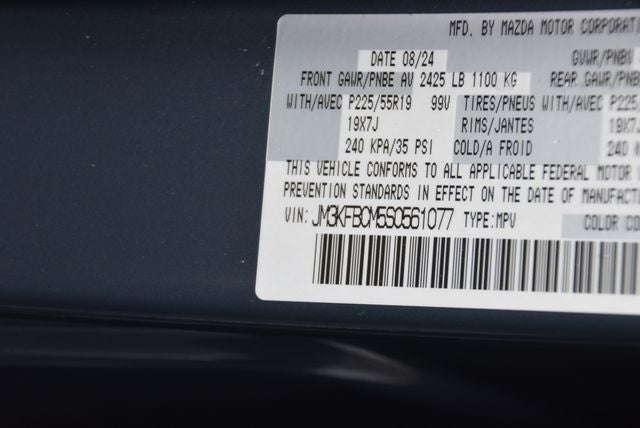 MFD. BY MAZDA MOTOR CORPORATI
DATE 08/24 GVWR/PNBV
FRONT GAWR/PNBE AV 2425 LB 1100 KG REAR GAWR/PNB
WITH/AVEC P225/55R19 99V TIRES/PNEUS WITH/AVEC P225/
19X7J RIMS/JANTES 19X7J
240 KPA/35 PSI COLD/A FROID 240 K
THIS VEHICLE CONFORMS TO ALL APPLICABLE FEDERAL MOTOR
PREVENTION STANDARDS IN EFFECT ON THE DATE OF MANUFACT
VIN: JM3KFBCM5S0561077 TYPE:MPV COLOR CO